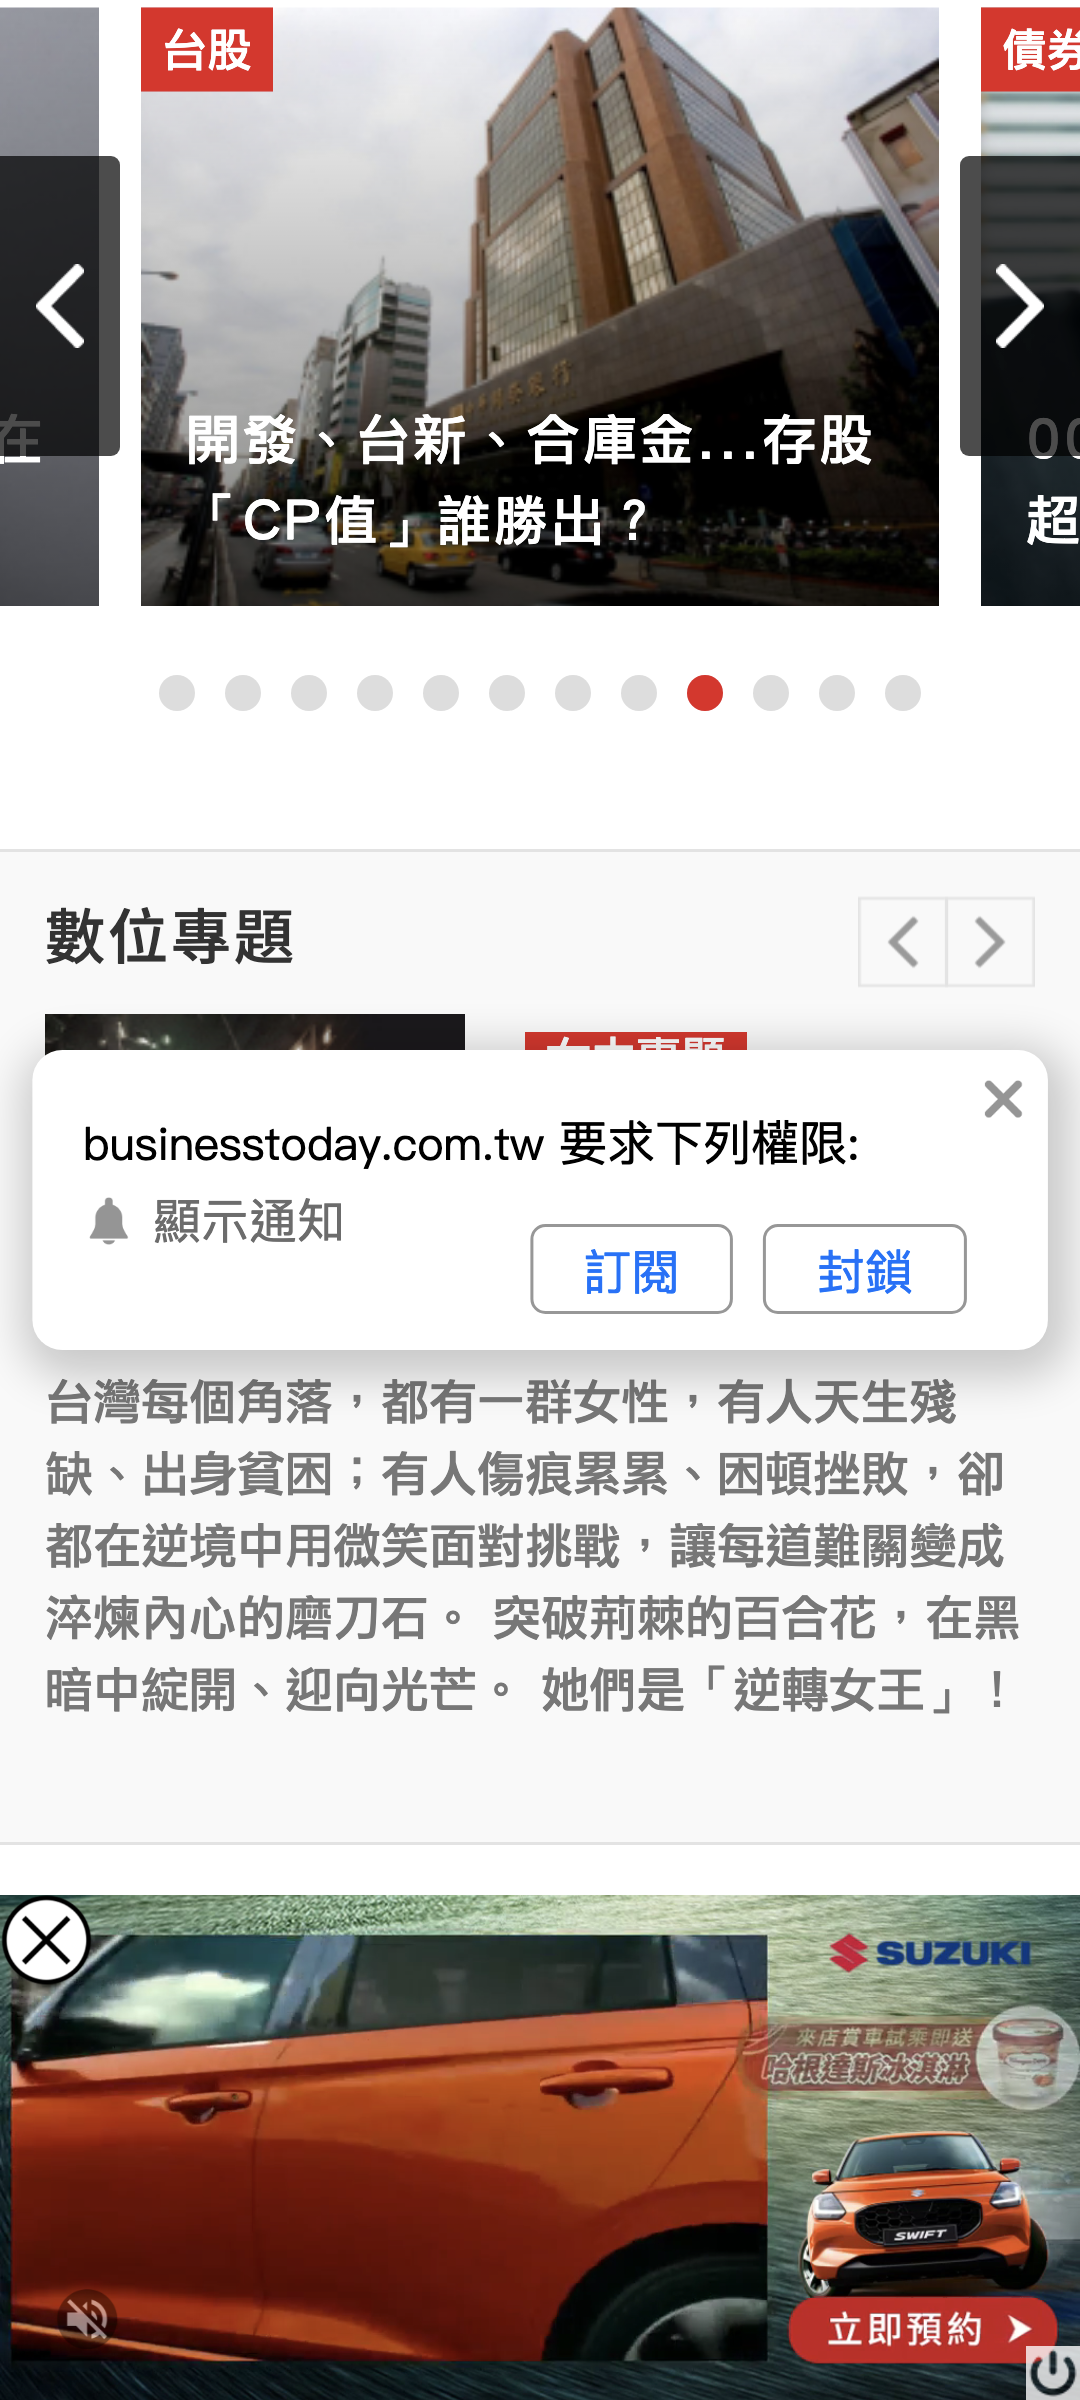 台股
債券
在
開發、台新、合庫金...存股
「CP值」誰勝出？
00
超
數位專題
businesstoday.com.tw 要求下列權限:
顯示通知
訂閱
封鎖
台灣每個角落，都有一群女性，有人天生殘
缺、出身貧困；有人傷痕累累、困頓挫敗，卻
都在逆境中用微笑面對挑戰，讓每道難關變成
淬煉內心的磨刀石。 突破荊棘的百合花，在黑
暗中綻開、迎向光芒。 她們是「逆轉女王」！
SUZUKI
來店賞車試乘即送
哈根達斯冰淇淋
SWIFT
立即預約